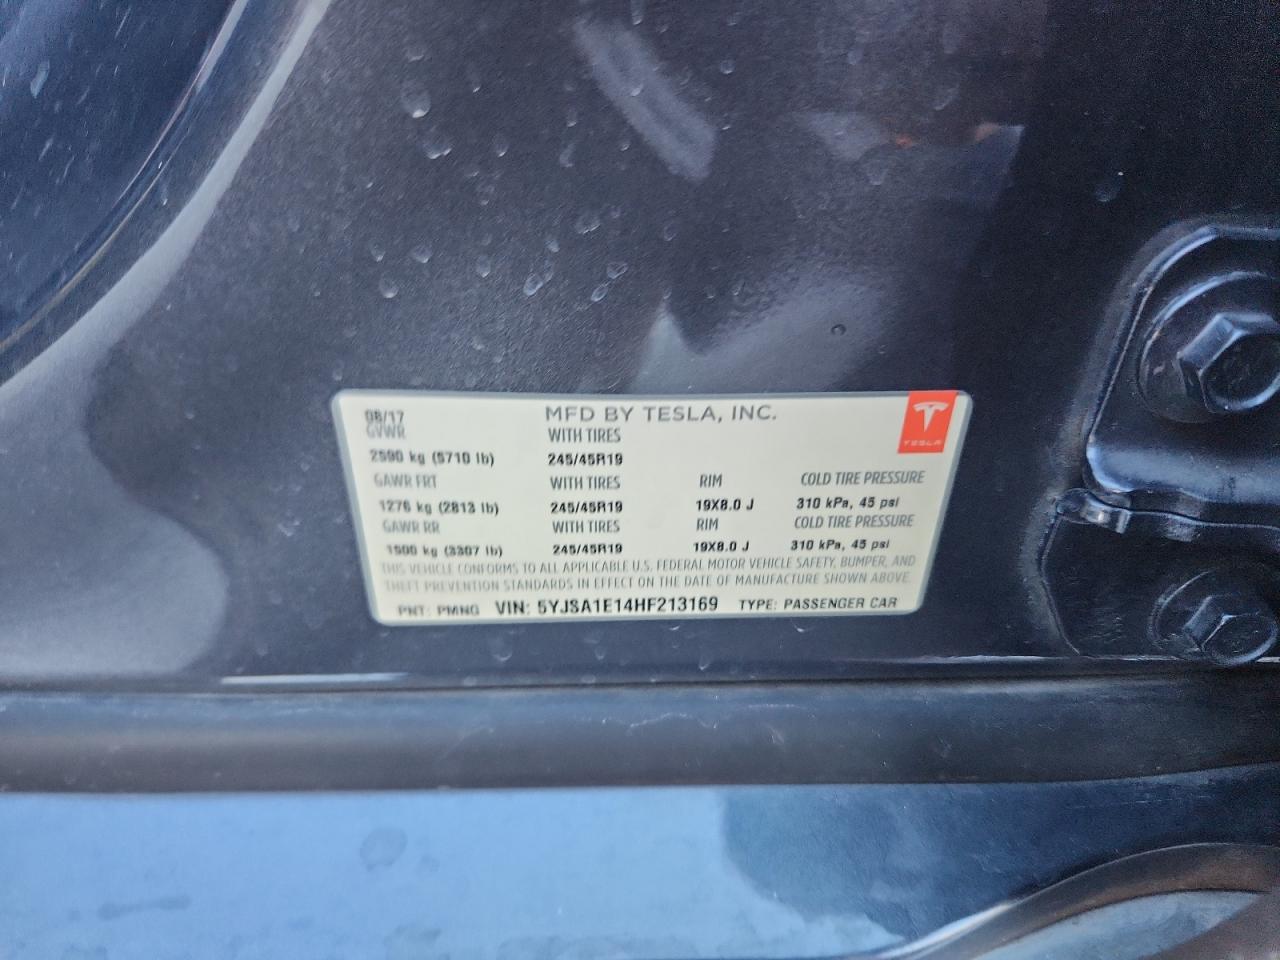 08/17 MFD BY TESLA, INC.
GVWR WITH TIRES
2590 kg (5710 lb) 245/45R19
GAWR FRT WITH TIRES RIM COLD TIRE PRESSURE
1276 kg (2813 lb) 245/45R19 19X8.0 J 310 kPa, 45 psi
GAWR RR WITH TIRES RIM COLD TIRE PRESSURE
1500 kg (3307 lb) 245/45R19 19X8.0 J 310 kPa, 45 psi
THIS VEHICLE CONFORMS TO ALL APPLICABLE U.S. FEDERAL MOTOR VEHICLE SAFETY, BUMPER, AND
THEFT PREVENTION STANDARDS IN EFFECT ON THE DATE OF MANUFACTURE SHOWN ABOVE.
PNT: PMNG VIN: 5YJSA1E14HF213169 TYPE: PASSENGER CAR
TESLA